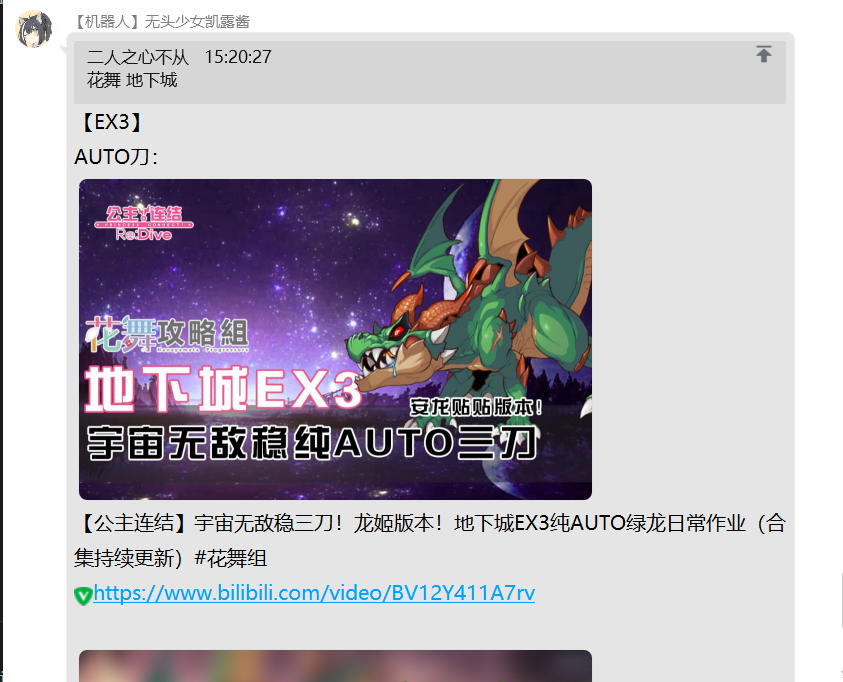 【机器人】无头少女凯露酱
二人之心不从 15:20:27
花舞 地下城
【EX3】
AUTO刀：
公主连结
PRINCESS CONNECT!
Re:Dive
花舞攻略組
地下城EX3
安龙贴贴版本!
宇宙无敌稳纯AUTO三刀
【公主连结】宇宙无敌稳三刀！龙姬版本！地下城EX3纯AUTO绿龙日常作业（合
集持续更新）#花舞组
https://www.bilibili.com/video/BV12Y411A7rv